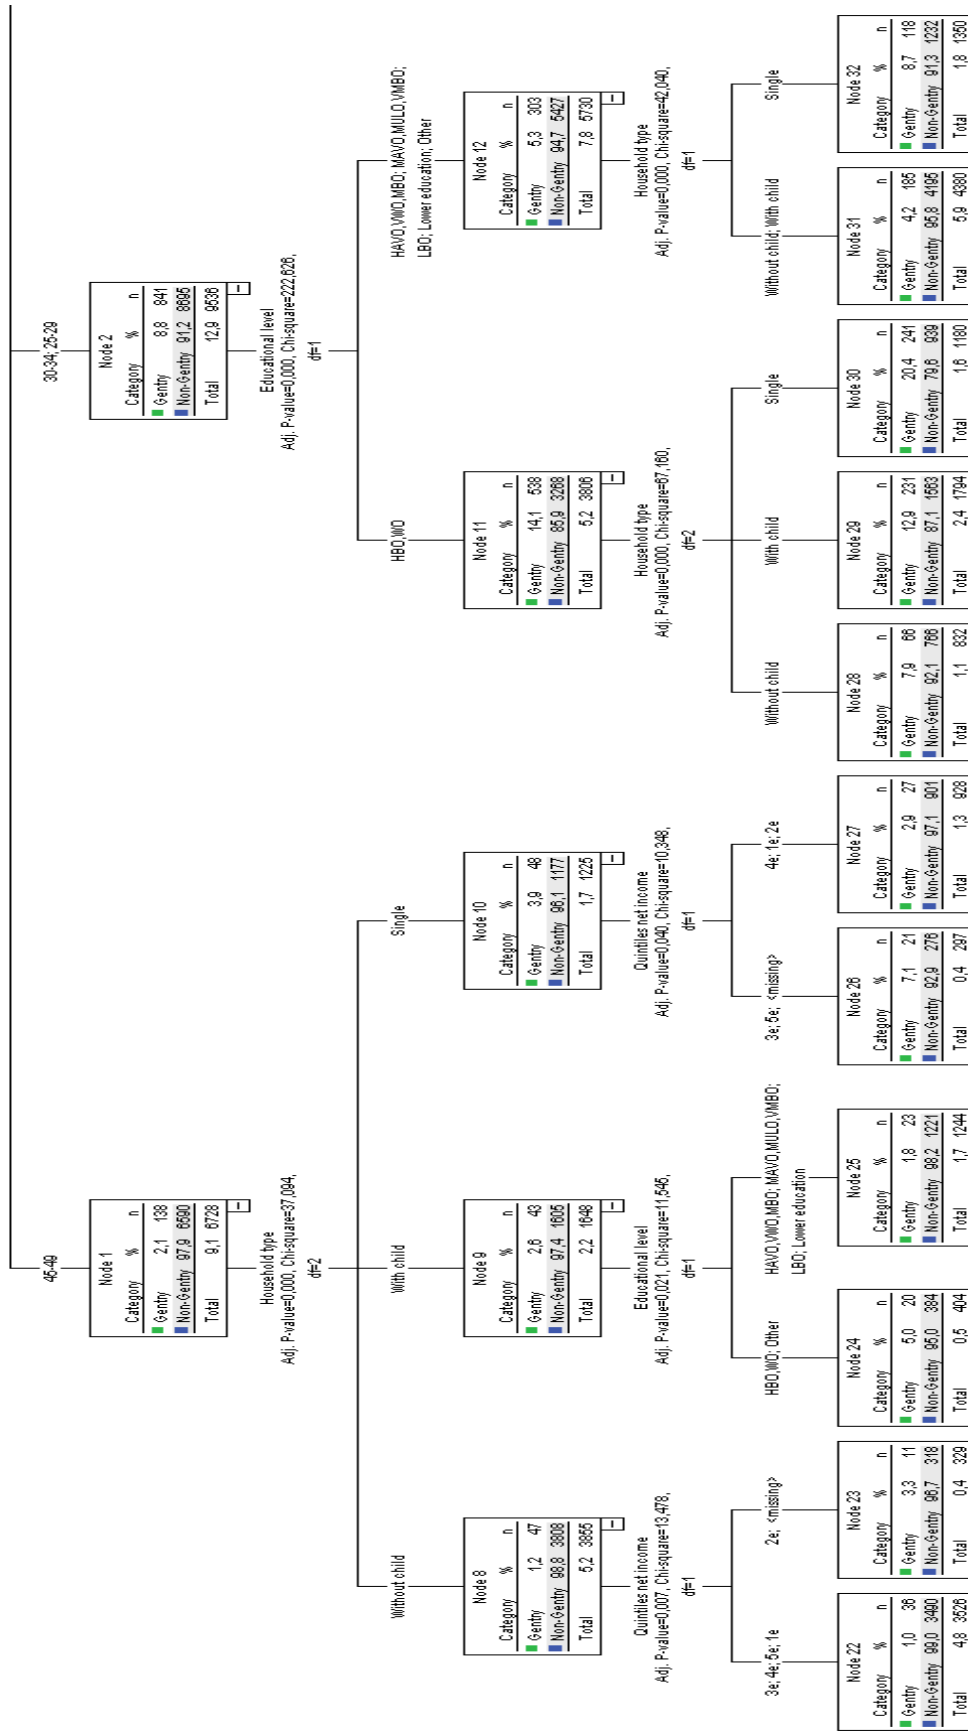 45-49
Node 1
Category % n
Gentry 2,1 138
Non-Gentry 97,9 6590
Total 9,1 6728
Household type
Adj. P-value=0,000, Chi-square=37,094,
df=2
Without child
Node 8
Category % n
Gentry 1,2 47
Non-Gentry 98,8 3808
Total 5,2 3855
Quintiles net income
Adj. P-value=0,007, Chi-square=13,478,
df=1
3e; 4e; 5e; 1e
Node 22
Category % n
Gentry 1,0 36
Non-Gentry 99,0 3490
Total 4,8 3526
2e; <missing>
Node 23
Category % n
Gentry 3,3 11
Non-Gentry 96,7 318
Total 0,4 329
With child
Node 9
Category % n
Gentry 2,6 43
Non-Gentry 97,4 1605
Total 2,2 1648
Educational level
Adj. P-value=0,021, Chi-square=11,545,
df=1
HBO,WO; Other
Node 24
Category % n
Gentry 5,0 20
Non-Gentry 95,0 384
Total 0,5 404
HAVO,VWO,MBO; MAVO,MULO,VMBO;
LBO; Lower education
Node 25
Category % n
Gentry 1,8 23
Non-Gentry 98,2 1221
Total 1,7 1244
Single
Node 10
Category % n
Gentry 3,9 48
Non-Gentry 96,1 1177
Total 1,7 1225
Quintiles net income
Adj. P-value=0,040, Chi-square=10,348,
df=1
3e; 5e; <missing>
Node 26
Category % n
Gentry 7,1 21
Non-Gentry 92,9 276
Total 0,4 297
4e; 1e; 2e
Node 27
Category % n
Gentry 2,9 27
Non-Gentry 97,1 901
Total 1,3 928
30-34; 25-29
Node 2
Category % n
Gentry 8,8 841
Non-Gentry 91,2 8695
Total 12,9 9536
Educational level
Adj. P-value=0,000, Chi-square=222,626,
df=1
HBO,WO
Node 11
Category % n
Gentry 14,1 538
Non-Gentry 85,9 3268
Total 5,2 3806
Household type
Adj. P-value=0,000, Chi-square=67,160,
df=2
Without child
Node 28
Category % n
Gentry 7,9 66
Non-Gentry 92,1 766
Total 1,1 832
With child
Node 29
Category % n
Gentry 12,9 231
Non-Gentry 87,1 1563
Total 2,4 1794
Single
Node 30
Category % n
Gentry 20,4 241
Non-Gentry 79,6 939
Total 1,6 1180
HAVO,VWO,MBO; MAVO,MULO,VMBO;
LBO; Lower education; Other
Node 12
Category % n
Gentry 5,3 303
Non-Gentry 94,7 5427
Total 7,8 5730
Household type
Adj. P-value=0,000, Chi-square=42,040,
df=1
Without child; With child
Node 31
Category % n
Gentry 4,2 185
Non-Gentry 95,8 4195
Total 5,9 4380
Single
Node 32
Category % n
Gentry 8,7 118
Non-Gentry 91,3 1232
Total 1,8 1350